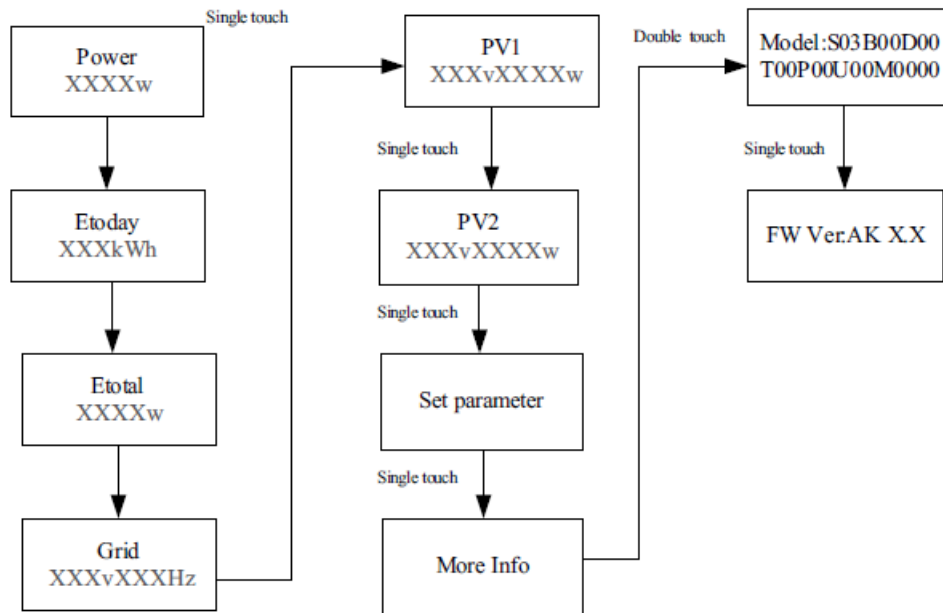 Single touch
Power
XXXXw
Etoday
XXXkWh
Etotal
XXXXw
Grid
XXXvXXXHz
PV1
XXXvXXXXw
Single touch
PV2
XXXvXXXXw
Single touch
Set parameter
Single touch
More Info
Double touch
Model:S03B00D00
T00P00U00M0000
Single touch
FW Ver:AK X.X